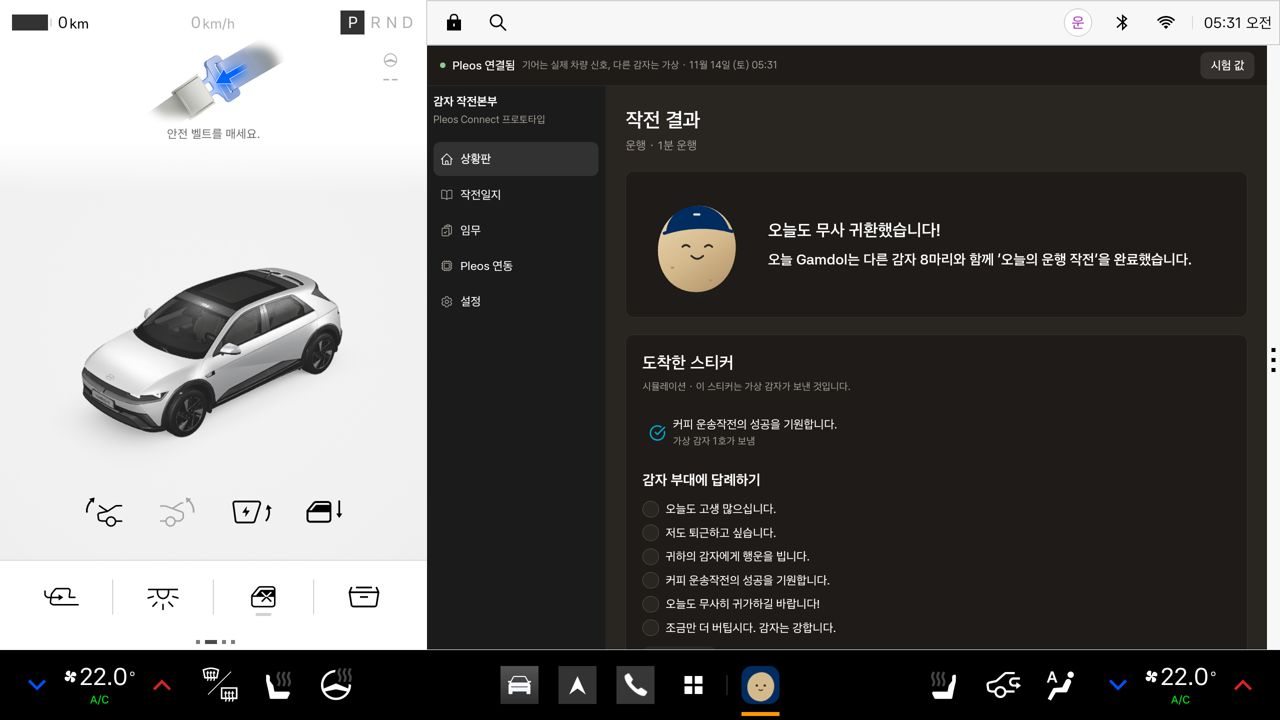 0 km
0 km/h
P R N D
안전 벨트를 매세요.
운
05:31 오전
Pleos 연결됨
기어는 실제 차량 신호, 다른 감자는 가상 · 11월 14일 (토) 05:31
시험 값
감자 작전본부
Pleos Connect 프로토타입
상황판
작전일지
임무
Pleos 연동
설정
작전 결과
운행 · 1분 운행
오늘도 무사 귀환했습니다!
오늘 Gamdol는 다른 감자 8마리와 함께 ‘오늘의 운행 작전’을 완료했습니다.
도착한 스티커
시뮬레이션 · 이 스티커는 가상 감자가 보낸 것입니다.
커피 운송작전의 성공을 기원합니다.
가상 감자 1호가 보냄
감자 부대에 답례하기
오늘도 고생 많으십니다.
저도 퇴근하고 싶습니다.
귀하의 감자에게 행운을 빕니다.
커피 운송작전의 성공을 기원합니다.
오늘도 무사히 귀가하길 바랍니다!
조금만 더 버팁시다. 감자는 강합니다.
22.0°
A/C
A
22.0°
A/C